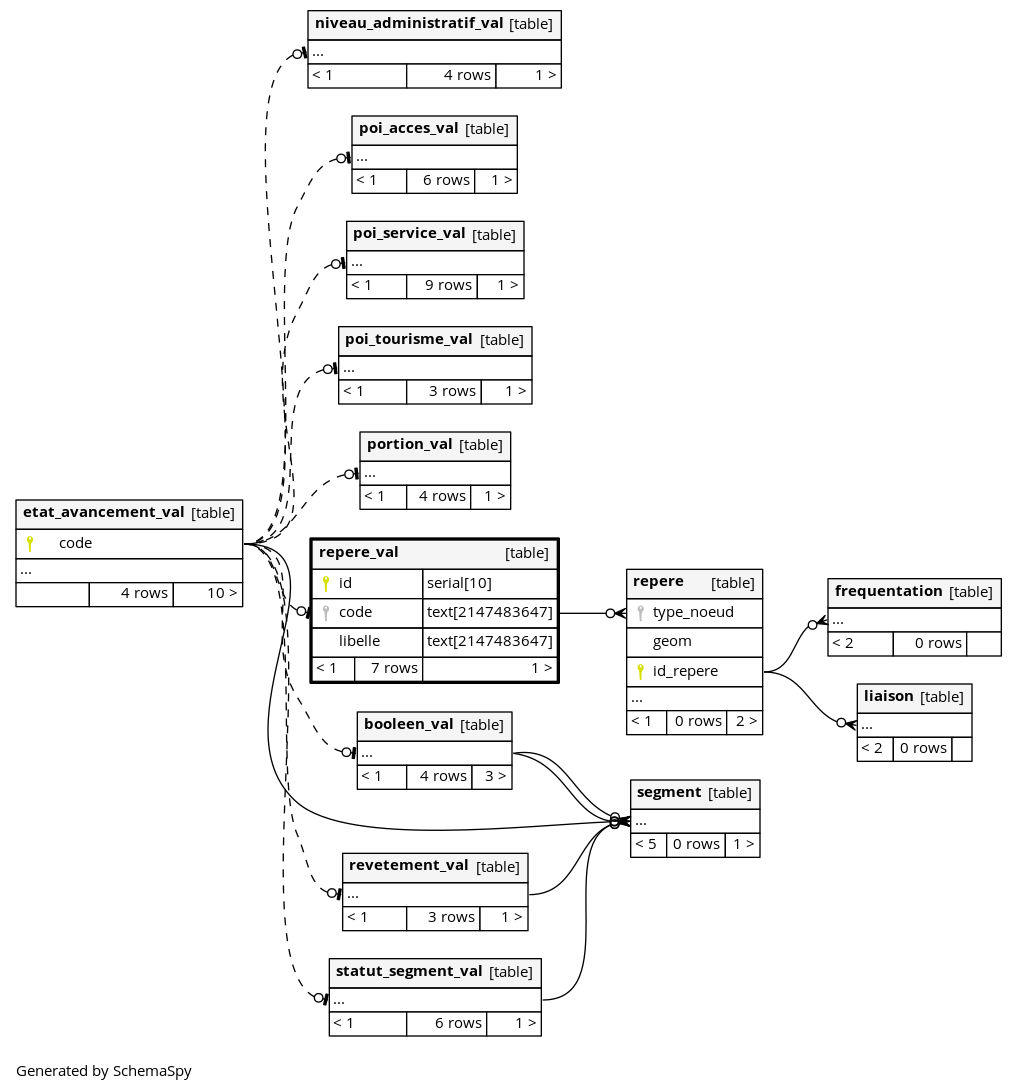 niveau_administratif_val [table]
...
< 1 4 rows 1 >
poi_acces_val [table]
...
< 1 6 rows 1 >
poi_service_val [table]
...
< 1 9 rows 1 >
poi_tourisme_val [table]
...
< 1 3 rows 1 >
portion_val [table]
...
< 1 4 rows 1 >
etat_avancement_val [table]
code
...
4 rows 10 >
repere_val [table]
id serial[10]
code text[2147483647]
libelle text[2147483647]
< 1 7 rows 1 >
repere [table]
type_noeud
geom
id_repere
...
< 1 0 rows 2 >
frequentation [table]
...
< 2 0 rows
liaison [table]
...
< 2 0 rows
booleen_val [table]
...
< 1 4 rows 3 >
segment [table]
...
< 5 0 rows 1 >
revetement_val [table]
...
< 1 3 rows 1 >
statut_segment_val [table]
...
< 1 6 rows 1 >
Generated by SchemaSpy